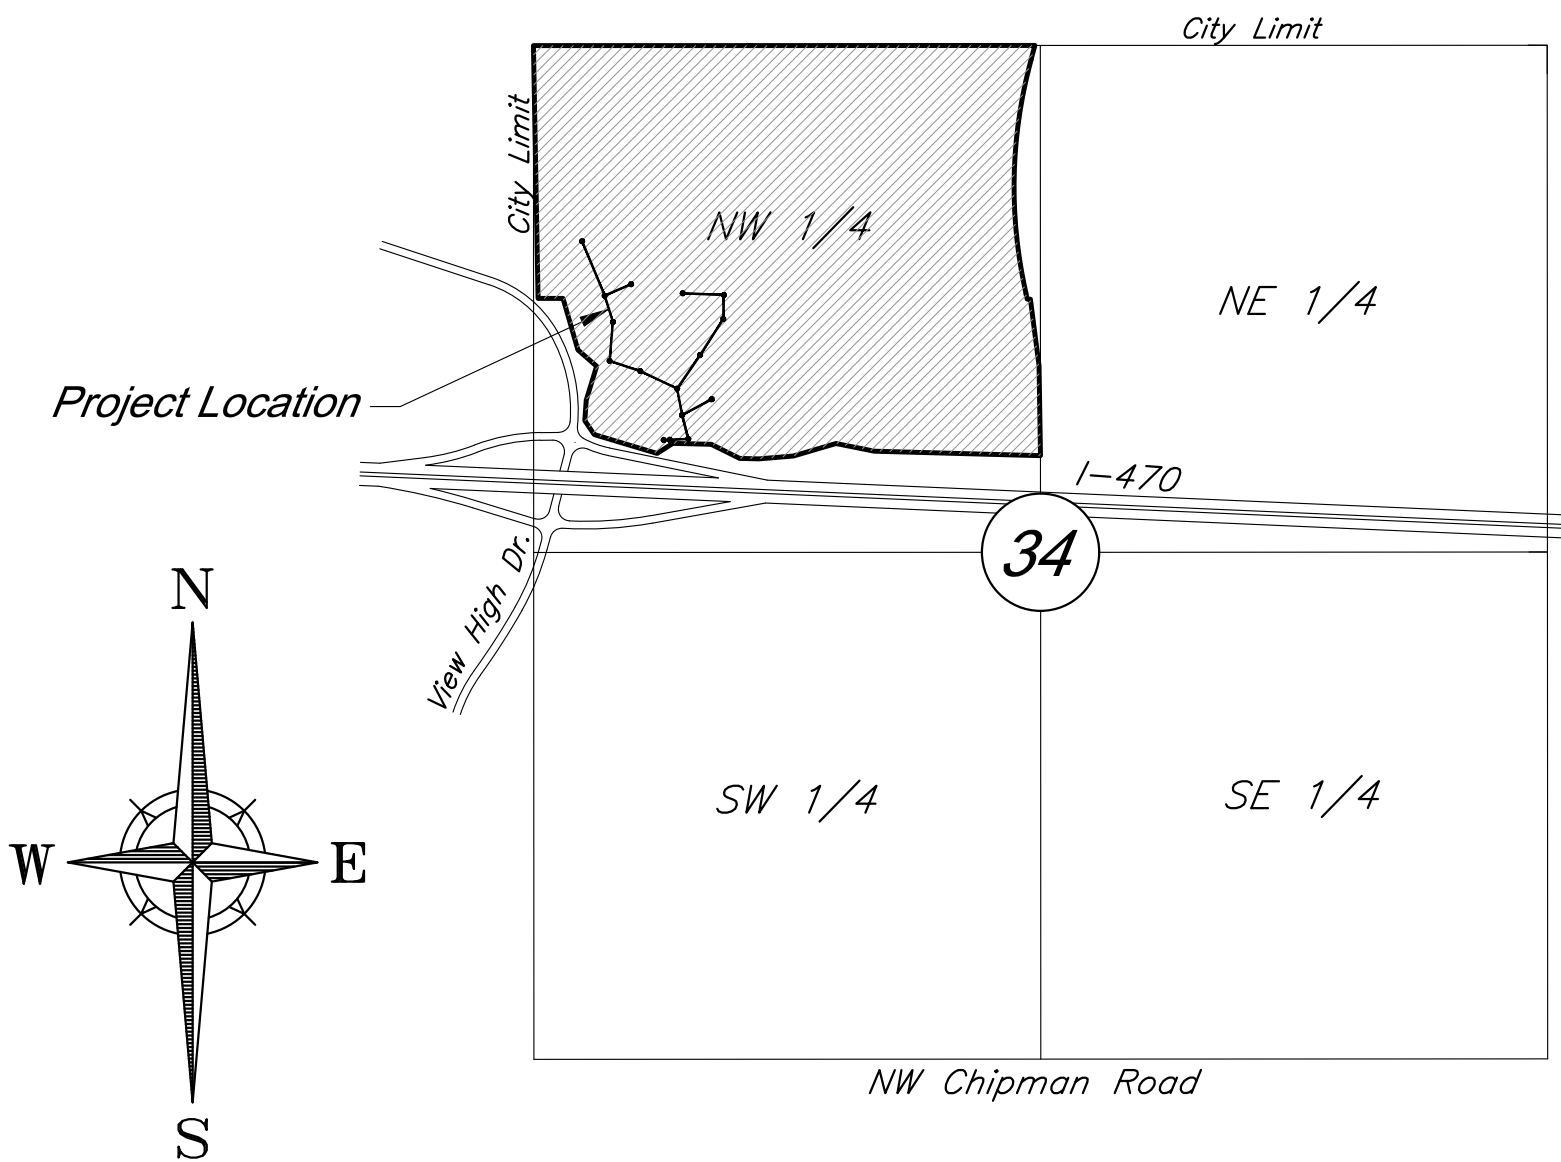 City Limit
City Limit
NW 1/4
NE 1/4
Project Location
I-470
34
View High Dr.
N
SW 1/4
SE 1/4
W
E
NW Chipman Road
S